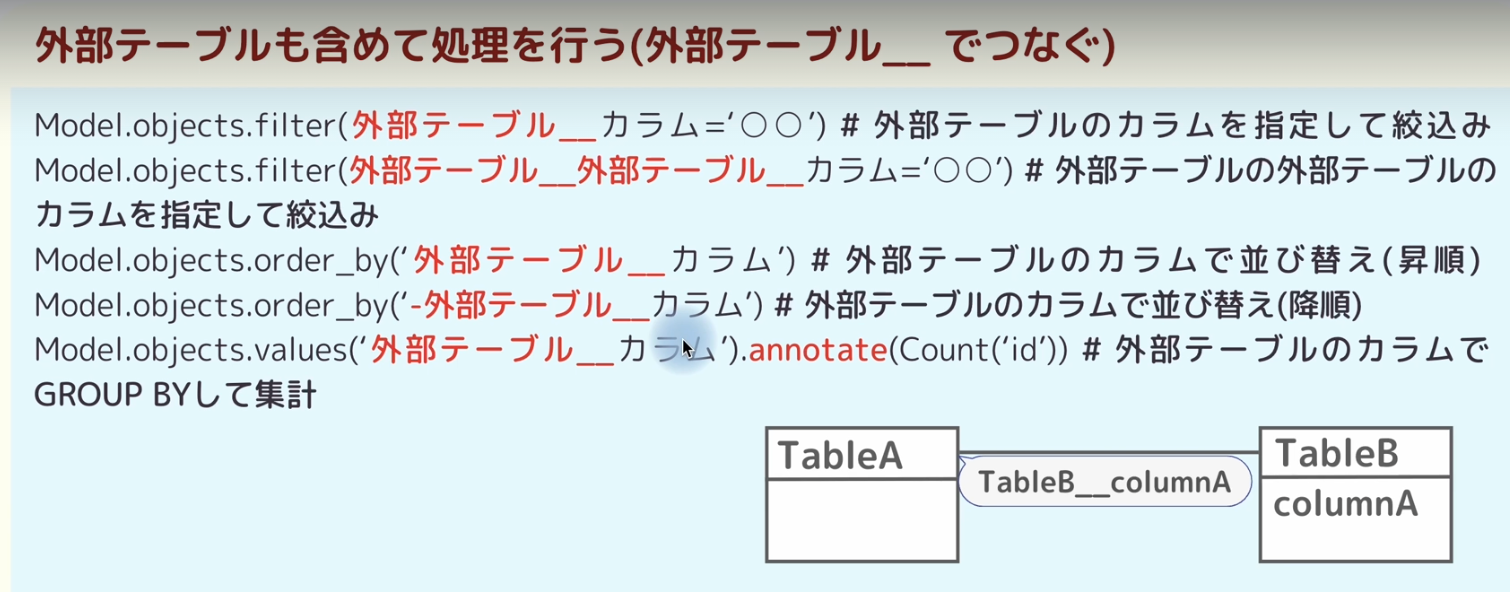 外部テーブルも含めて処理を行う(外部テーブル__ でつなぐ)
Model.objects.filter(外部テーブル__カラム=‘○○’) # 外部テーブルのカラムを指定して絞込み
Model.objects.filter(外部テーブル__外部テーブル__カラム=‘○○’) # 外部テーブルの外部テーブルの
カラムを指定して絞込み
Model.objects.order_by(‘外部テーブル__カラム’) # 外部テーブルのカラムで並び替え(昇順)
Model.objects.order_by(‘-外部テーブル__カラム’) # 外部テーブルのカラムで並び替え(降順)
Model.objects.values(‘外部テーブル__カラム’).annotate(Count(‘id’)) # 外部テーブルのカラムで
GROUP BYして集計
TableA
TableB__columnA
TableB
columnA